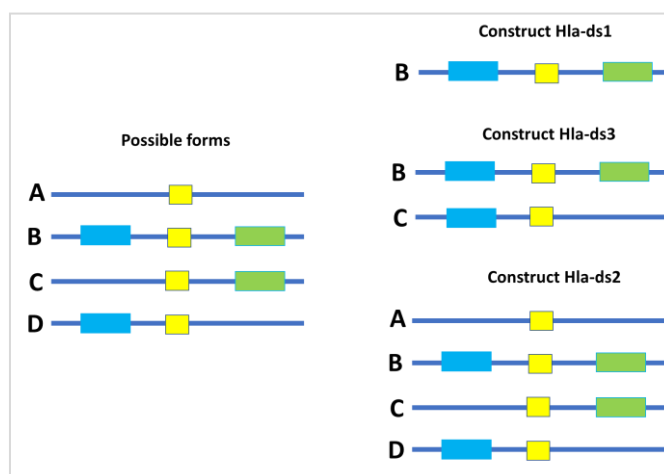 Possible forms
A
B
C
D
Construct Hla-ds1
B
Construct Hla-ds3
B
C
Construct Hla-ds2
A
B
C
D